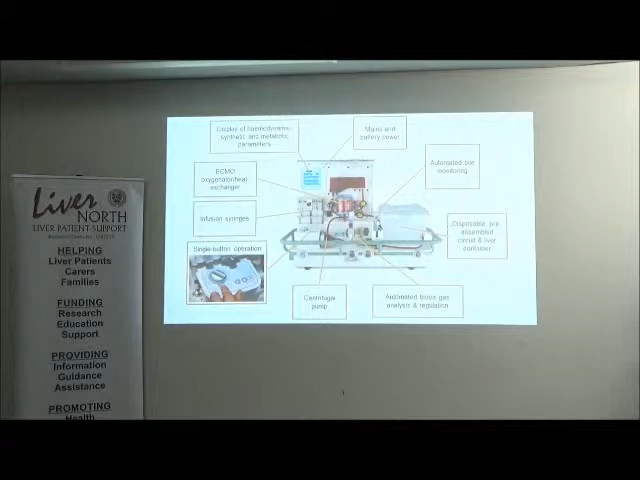 Liver
NORTH
LIVER PATIENT SUPPORT
HELPING
Liver Patients
Carers
Families
FUNDING
Research
Education
Support
PROVIDING
Information
Guidance
Assistance
PROMOTING
Health
Display of haemodynamic,
synthetic and metabolic
parameters
Mains and
battery power
ECMO
oxygenator/heat
exchanger
Automated bile
monitoring
Infusion syringes
Disposable pre-
assembled
circuit & liver
container
Single-button operation
Centrifugal
pump
Automated blood gas
analysis & regulation